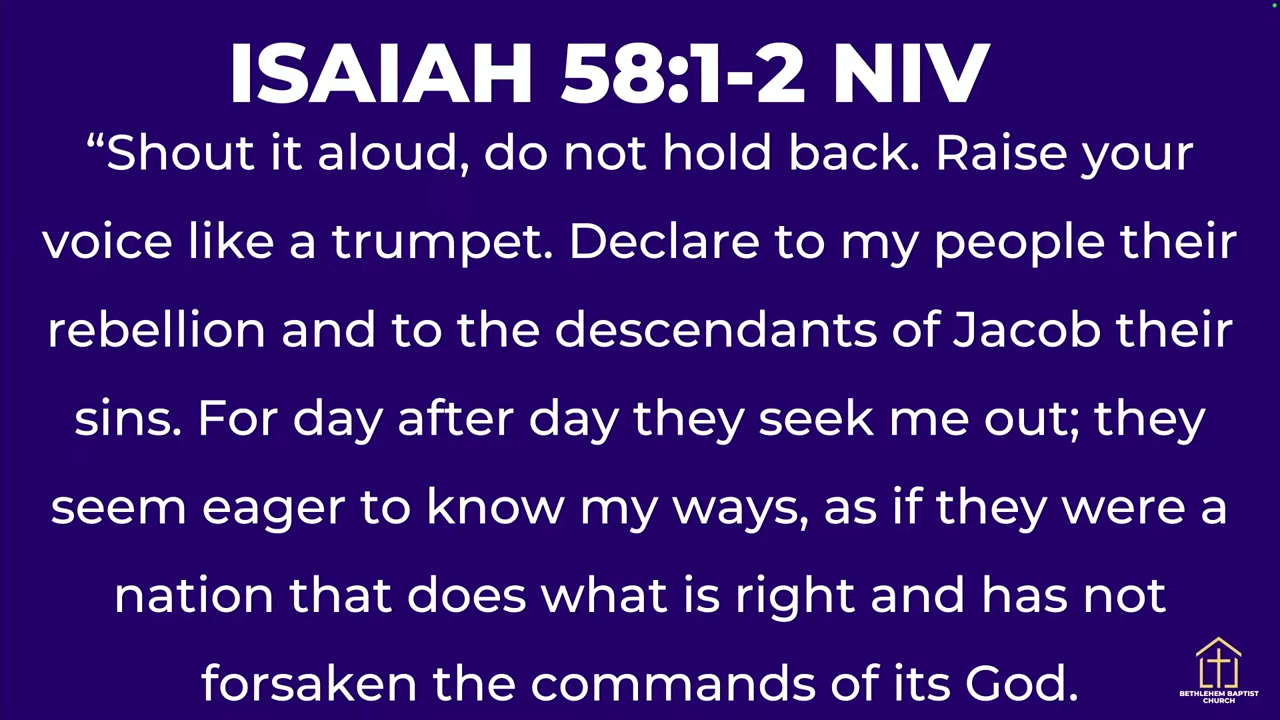 ISAIAH 58:1-2 NIV
“Shout it aloud, do not hold back. Raise your
voice like a trumpet. Declare to my people their
rebellion and to the descendants of Jacob their
sins. For day after day they seek me out; they
seem eager to know my ways, as if they were a
nation that does what is right and has not
forsaken the commands of its God.
BETHLEHEM BAPTIST
CHURCH